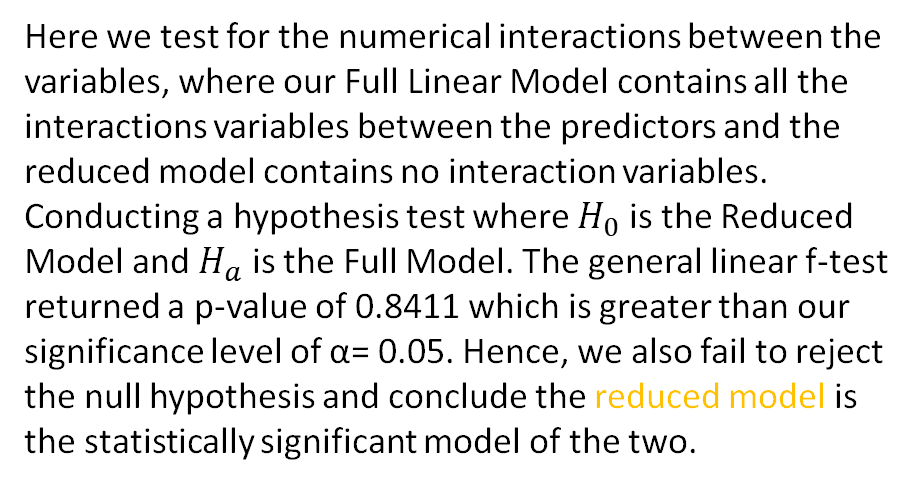 Here we test for the numerical interactions between the
variables, where our Full Linear Model contains all the
interactions variables between the predictors and the
reduced model contains no interaction variables.
Conducting a hypothesis test where H₀ is the Reduced
Model and Hₐ is the Full Model. The general linear f-test
returned a p-value of 0.8411 which is greater than our
significance level of α= 0.05. Hence, we also fail to reject
the null hypothesis and conclude the reduced model is
the statistically significant model of the two.